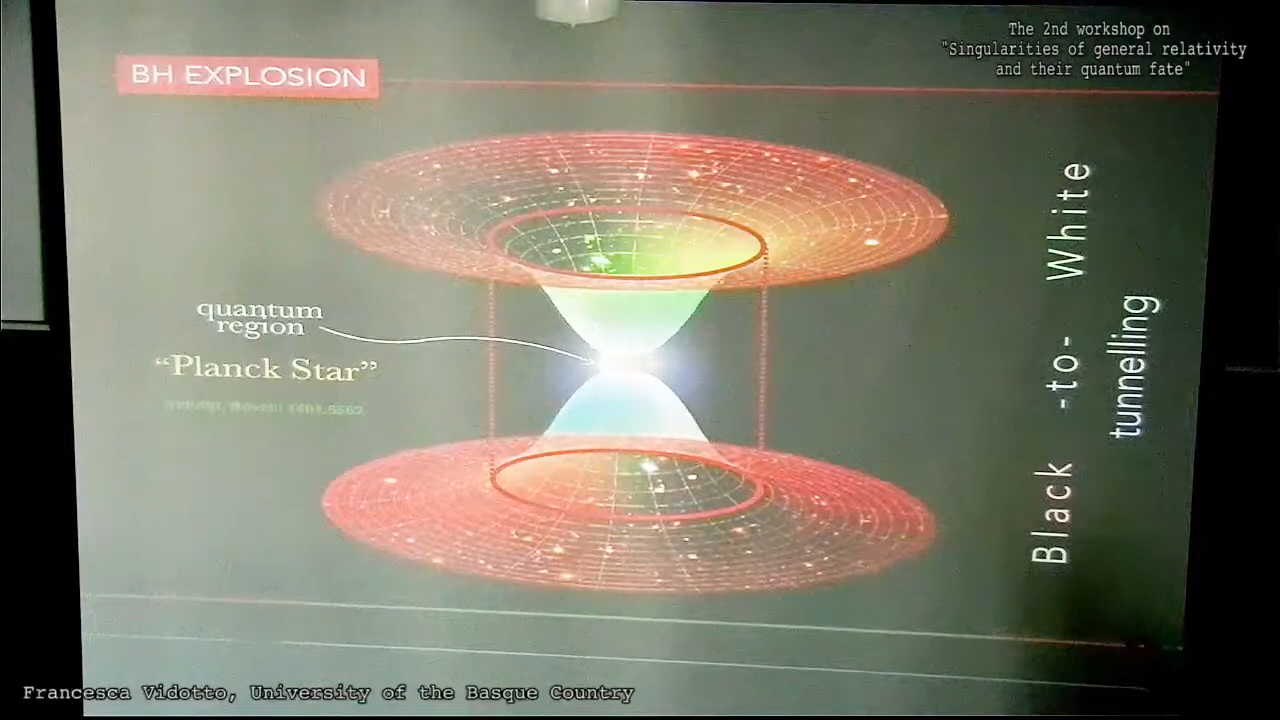 The 2nd workshop on
"Singularities of general relativity
and their quantum fate"
BH EXPLOSION
quantum
region
“Planck Star”
Black -to- White
tunnelling
Francesca Vidotto, University of the Basque Country